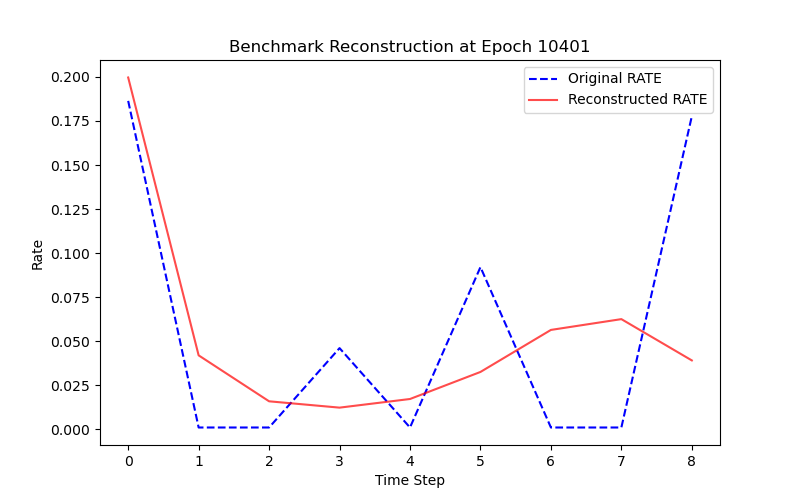 Benchmark Reconstruction at Epoch 10401
Original RATE
Reconstructed RATE
0.200
0.175
0.150
0.125
0.100
0.075
0.050
0.025
0.000
Rate
0 1 2 3 4 5 6 7 8
Time Step